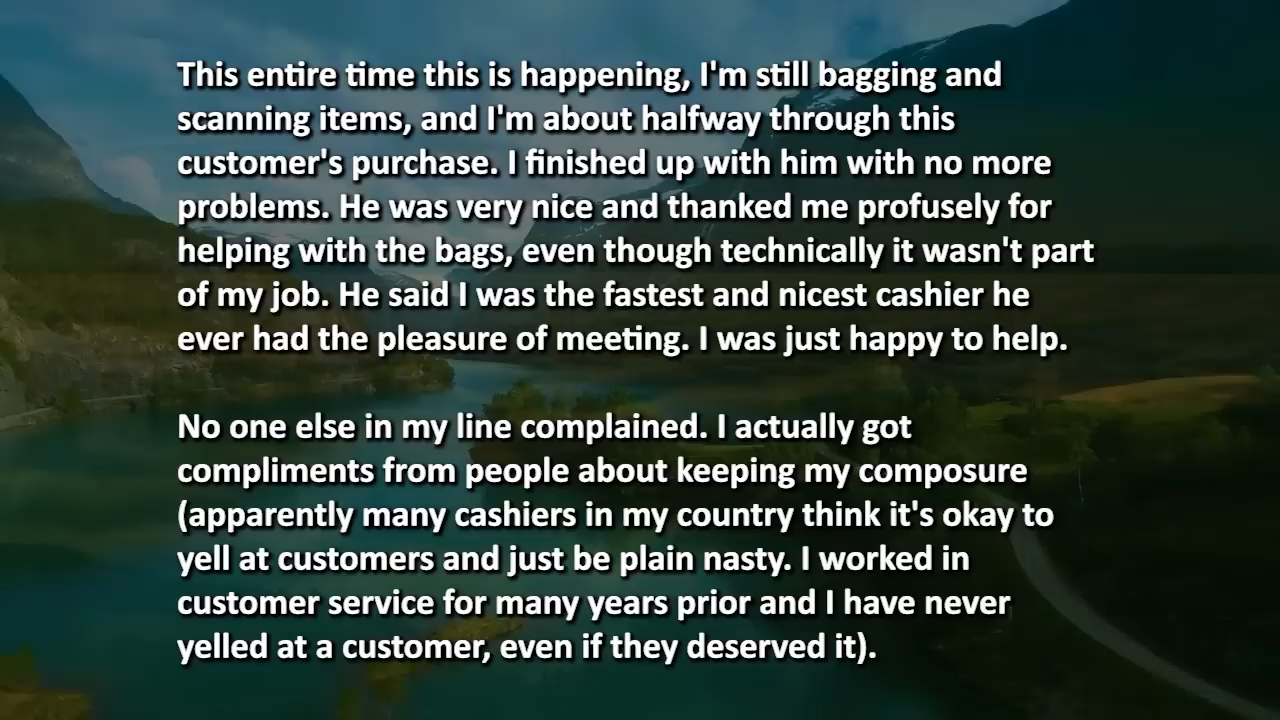 This entire time this is happening, I'm still bagging and
scanning items, and I'm about halfway through this
customer's purchase. I finished up with him with no more
problems. He was very nice and thanked me profusely for
helping with the bags, even though technically it wasn't part
of my job. He said I was the fastest and nicest cashier he
ever had the pleasure of meeting. I was just happy to help.
No one else in my line complained. I actually got
compliments from people about keeping my composure
(apparently many cashiers in my country think it's okay to
yell at customers and just be plain nasty. I worked in
customer service for many years prior and I have never
yelled at a customer, even if they deserved it).